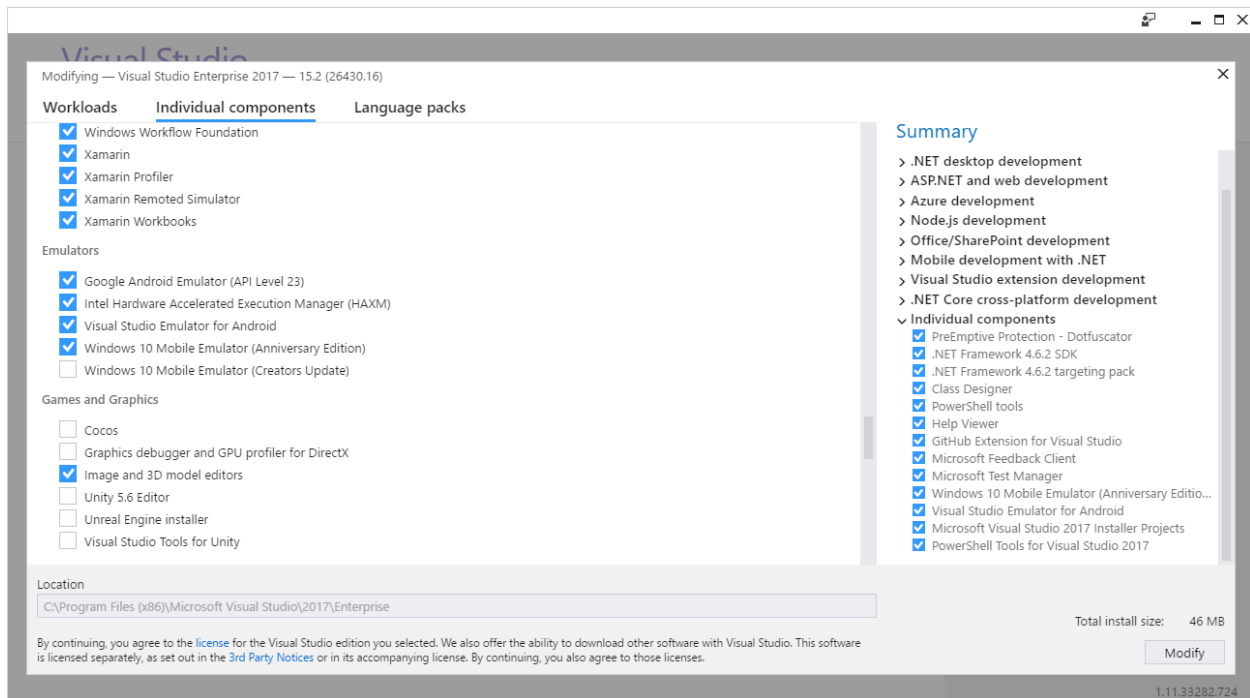 Visual Studio
Modifying — Visual Studio Enterprise 2017 — 15.2 (26430.16)
Workloads
Individual components
Language packs
Windows Workflow Foundation
Xamarin
Xamarin Profiler
Xamarin Remoted Simulator
Xamarin Workbooks
Emulators
Google Android Emulator (API Level 23)
Intel Hardware Accelerated Execution Manager (HAXM)
Visual Studio Emulator for Android
Windows 10 Mobile Emulator (Anniversary Edition)
Windows 10 Mobile Emulator (Creators Update)
Games and Graphics
Cocos
Graphics debugger and GPU profiler for DirectX
Image and 3D model editors
Unity 5.6 Editor
Unreal Engine installer
Visual Studio Tools for Unity
Summary
.NET desktop development
ASP.NET and web development
Azure development
Node.js development
Office/SharePoint development
Mobile development with .NET
Visual Studio extension development
.NET Core cross-platform development
Individual components
PreEmptive Protection - Dotfuscator
.NET Framework 4.6.2 SDK
.NET Framework 4.6.2 targeting pack
Class Designer
PowerShell tools
Help Viewer
GitHub Extension for Visual Studio
Microsoft Feedback Client
Microsoft Test Manager
Windows 10 Mobile Emulator (Anniversary Editio...
Visual Studio Emulator for Android
Microsoft Visual Studio 2017 Installer Projects
PowerShell Tools for Visual Studio 2017
Location
C:\Program Files (x86)\Microsoft Visual Studio\2017\Enterprise
Total install size: 46 MB
By continuing, you agree to the license for the Visual Studio edition you selected. We also offer the ability to download other software with Visual Studio. This software
is licensed separately, as set out in the 3rd Party Notices or in its accompanying license. By continuing, you also agree to those licenses.
Modify
1.11.33282.724